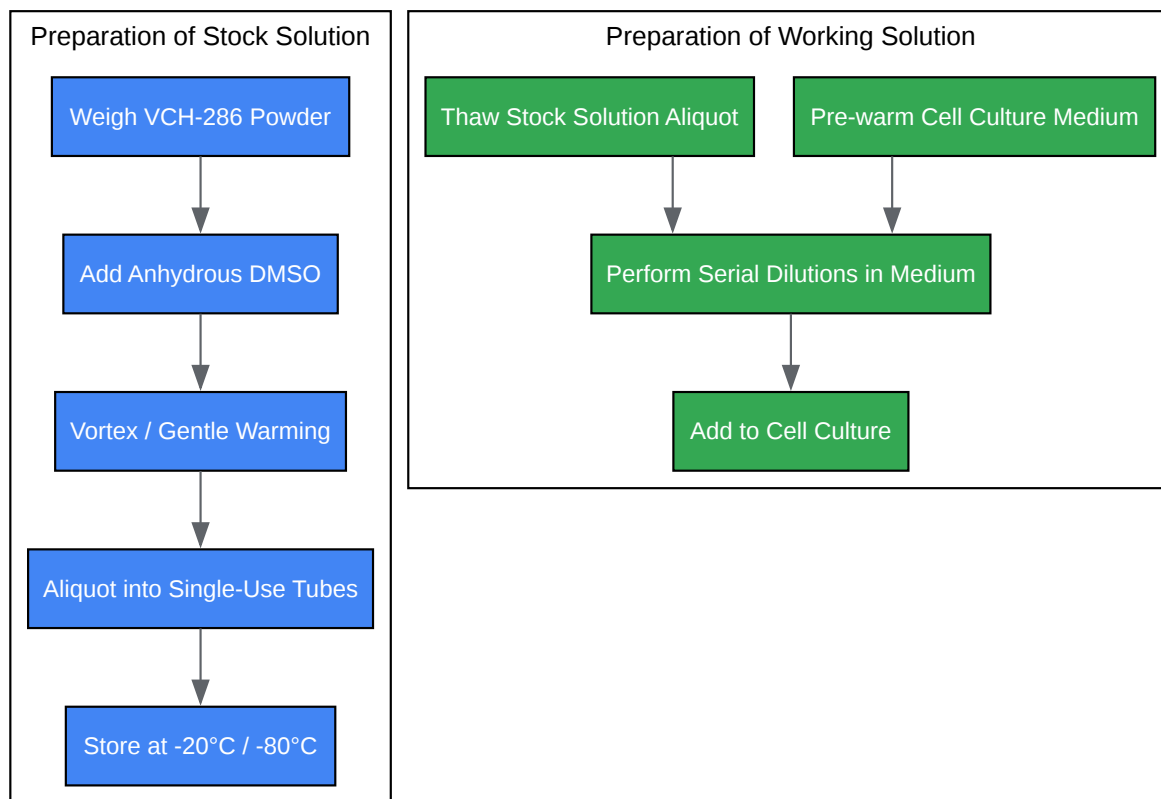 Preparation of Stock Solution
Weigh VCH-286 Powder
Add Anhydrous DMSO
Vortex / Gentle Warming
Aliquot into Single-Use Tubes
Store at -20°C / -80°C
Preparation of Working Solution
Thaw Stock Solution Aliquot
Pre-warm Cell Culture Medium
Perform Serial Dilutions in Medium
Add to Cell Culture